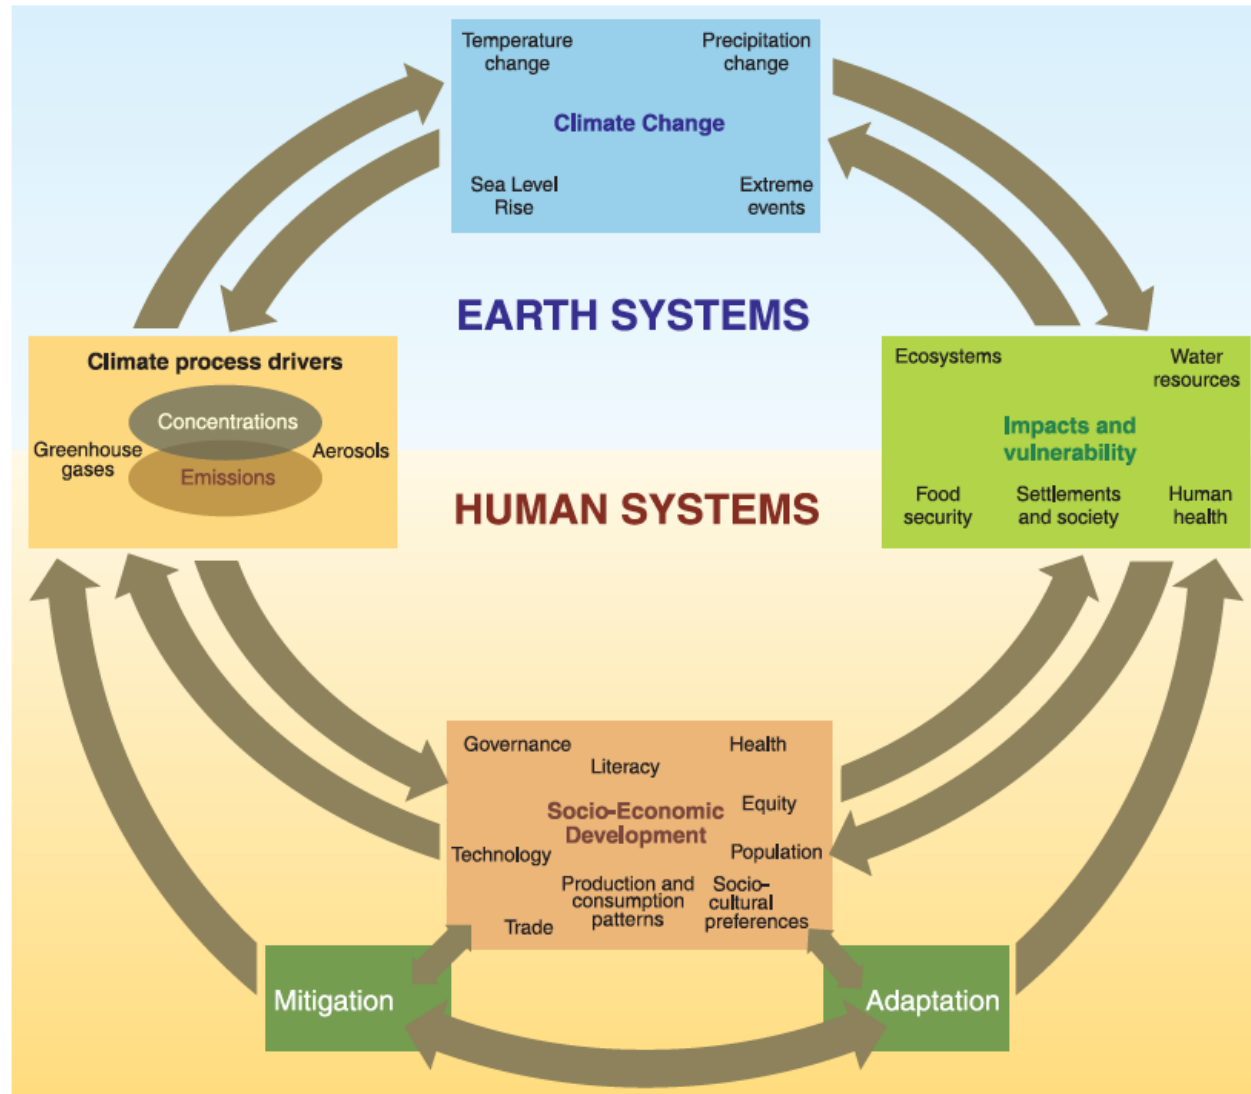 Temperature
change
Precipitation
change
Climate Change
Sea Level
Rise
Extreme
events
EARTH SYSTEMS
Climate process drivers
Concentrations
Greenhouse
gases
Aerosols
Emissions
Ecosystems
Water
resources
Impacts and
vulnerability
Food
security
Settlements
and society
Human
health
HUMAN SYSTEMS
Governance
Literacy
Health
Socio-Economic
Development
Equity
Technology
Population
Production and
consumption
patterns
Socio-
cultural
preferences
Trade
Mitigation
Adaptation